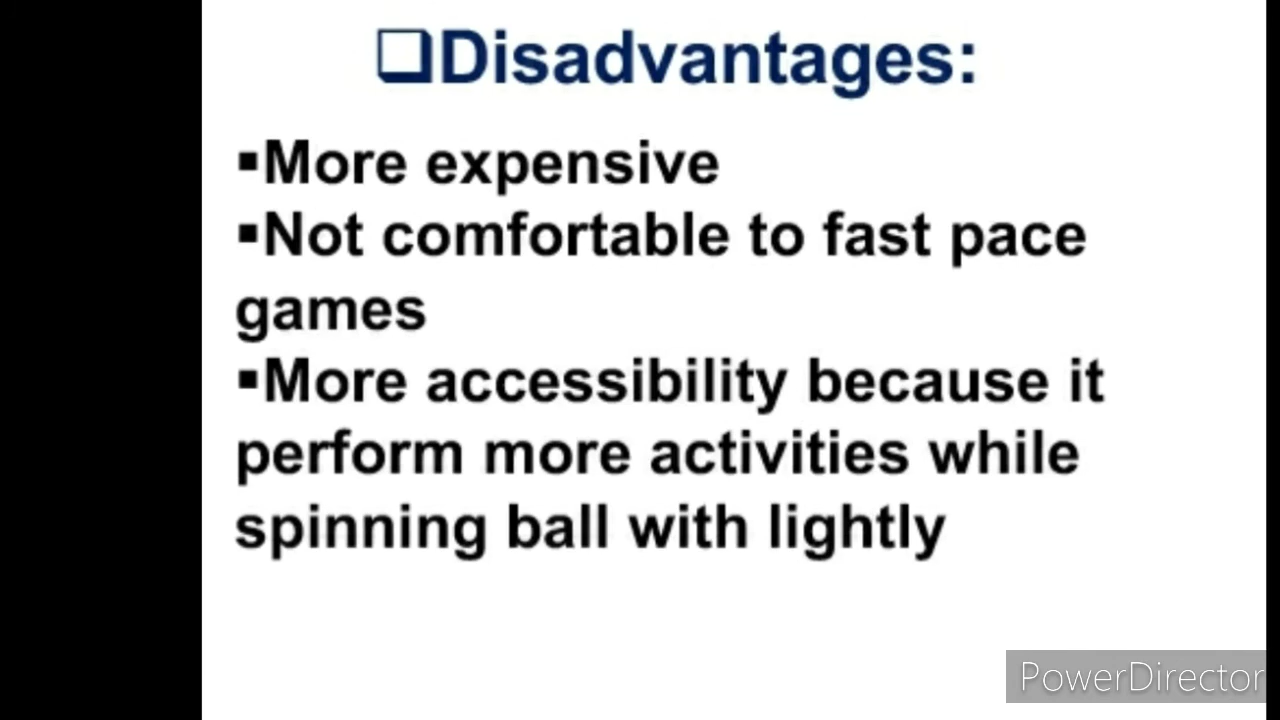 ❑Disadvantages:
▪More expensive
▪Not comfortable to fast pace
games
▪More accessibility because it
perform more activities while
spinning ball with lightly
PowerDirector